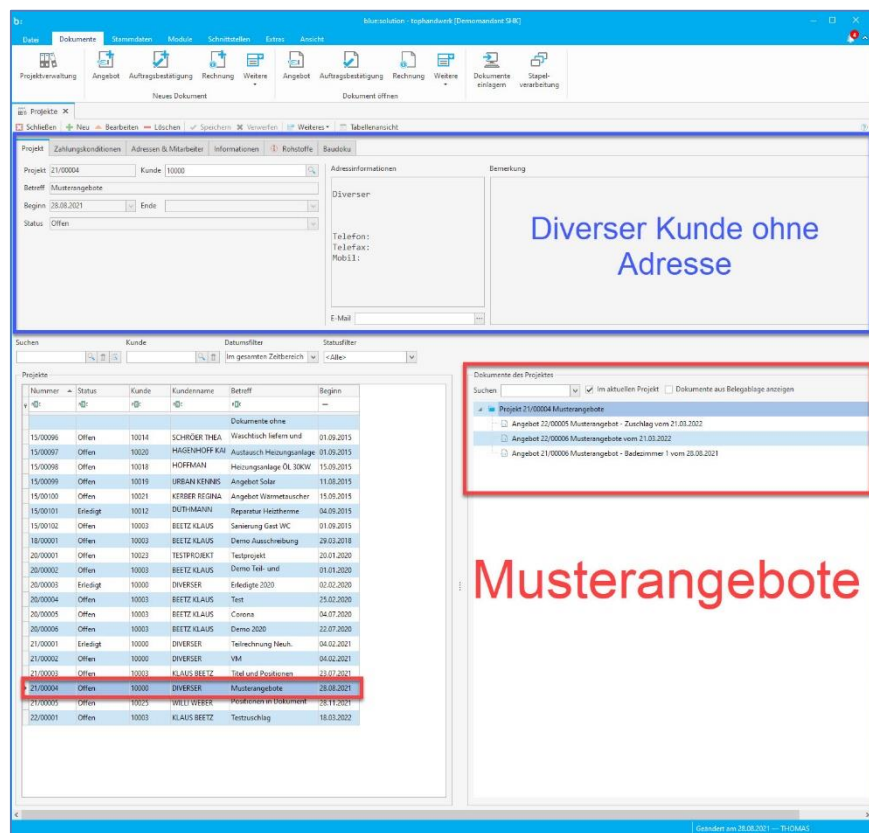 b:
blue:solution - tophandwerk [Demomandant SHK]
Datei Dokumente Stammdaten Module Schnittstellen Extras Ansicht
4
Projektverwaltung Angebot Auftragsbestätigung Rechnung Weitere Angebot Auftragsbestätigung Rechnung Weitere Dokumente einlagern Stapel-verarbeitung
Neues Dokument Dokument öffnen
Projekte
Schließen Neu Bearbeiten Löschen Speichern Verwerfen Weiteres Tabellenansicht
Projekt Zahlungskonditionen Adressen & Mitarbeiter Informationen Rohstoffe Baudoku
Projekt 21/00004 Kunde 10000
Betreff Musterangebote
Beginn 28.08.2021 Ende
Status Offen
Adressinformationen
Diverser
Telefon:
Telefax:
Mobil:
E-Mail
Bemerkung
Diverser Kunde ohne
Adresse
Suchen Kunde Datumsfilter Statusfilter
Im gesamten Zeitbereich <Alle>
Projekte
Nummer Status Kunde Kundenname Betreff Beginn
Dokumente ohne
15/00096 Offen 10014 SCHRÖER THEA Waschtisch liefern und 01.09.2015
15/00097 Offen 10020 HAGENHOFF KAI Austausch Heizungsanlage 01.09.2015
15/00098 Offen 10018 HOFFMAN Heizungsanlage ÖL 30KW 15.09.2015
15/00099 Offen 10019 URBAN KENNIS Angebot Solar 11.08.2015
15/00100 Offen 10021 KERBER REGINA Angebot Wärmetauscher 15.09.2015
15/00101 Erledigt 10012 DÜTHMANN Reparatur Heiztherme 04.09.2015
15/00102 Offen 10003 BEETZ KLAUS Sanierung Gast WC 01.09.2015
18/00001 Offen 10003 BEETZ KLAUS Demo Ausschreibung 29.03.2018
20/00001 Offen 10023 TESTPROJEKT Testprojekt 20.01.2020
20/00002 Offen 10003 BEETZ KLAUS Demo Teil- und 01.01.2020
20/00003 Erledigt 10000 DIVERSER Erledigte 2020 02.02.2020
20/00004 Offen 10003 BEETZ KLAUS Test 25.02.2020
20/00005 Offen 10003 BEETZ KLAUS Corona 04.07.2020
20/00006 Offen 10003 BEETZ KLAUS Demo 2020 22.07.2020
21/00001 Erledigt 10000 DIVERSER Teilrechnung Neuh. 04.02.2021
21/00002 Offen 10000 DIVERSER VM 04.02.2021
21/00003 Offen 10003 KLAUS BEETZ Titel und Positionen 23.07.2021
21/00004 Offen 10000 DIVERSER Musterangebote 28.08.2021
21/00005 Offen 10025 WILLI WEBER Positionen in Dokument 28.11.2021
22/00001 Offen 10003 KLAUS BEETZ Testzuschlag 18.03.2022
Dokumente des Projektes
Suchen Im aktuellen Projekt Dokumente aus Belegablage anzeigen
Projekt 21/00004 Musterangebote
Angebot 22/00005 Musterangebot - Zuschlag vom 21.03.2022
Angebot 22/00006 Musterangebote vom 21.03.2022
Angebot 21/00006 Musterangebot - Badezimmer 1 vom 28.08.2021
Musterangebote
Geändert am 28.08.2021 — THOMAS